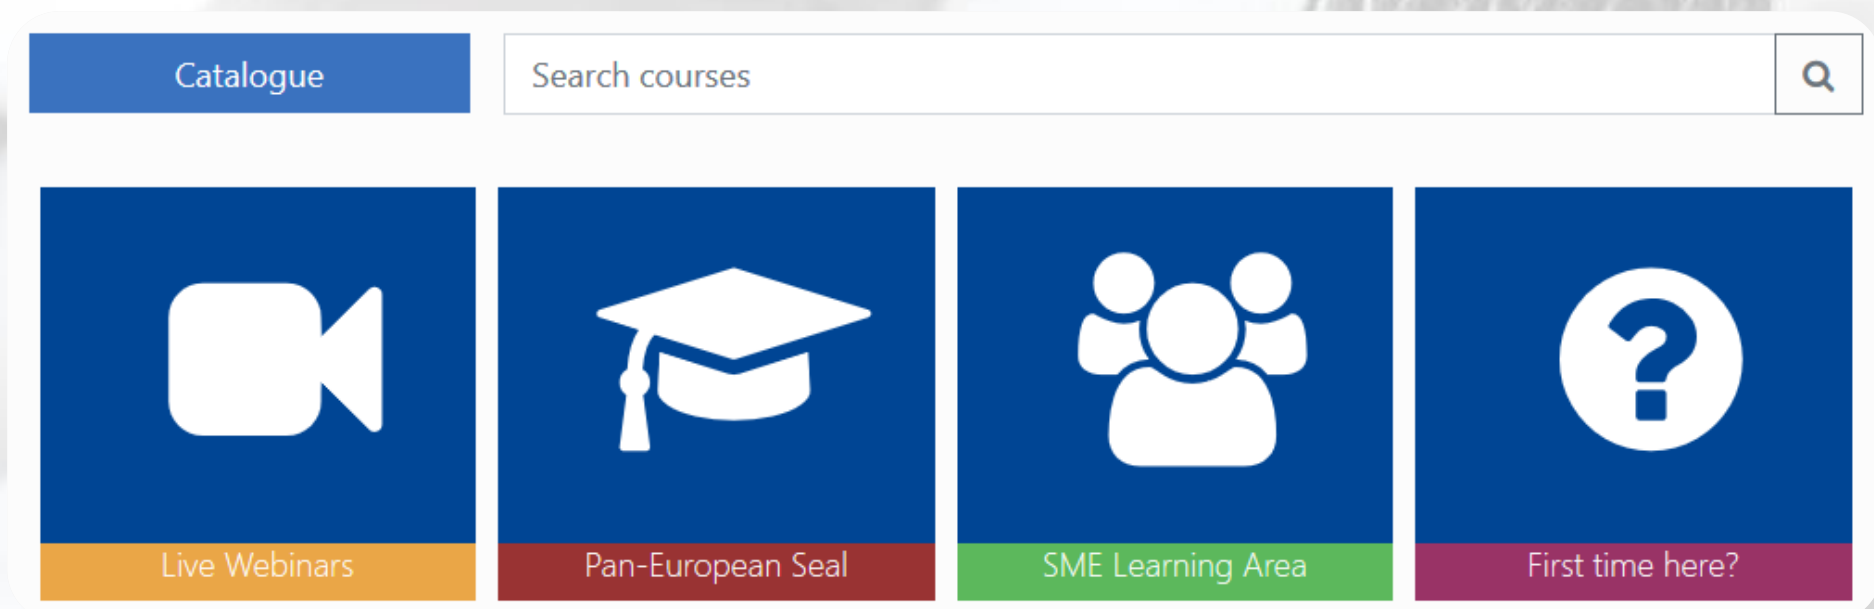 Catalogue
Search courses
Live Webinars
Pan-European Seal
SME Learning Area
First time here?